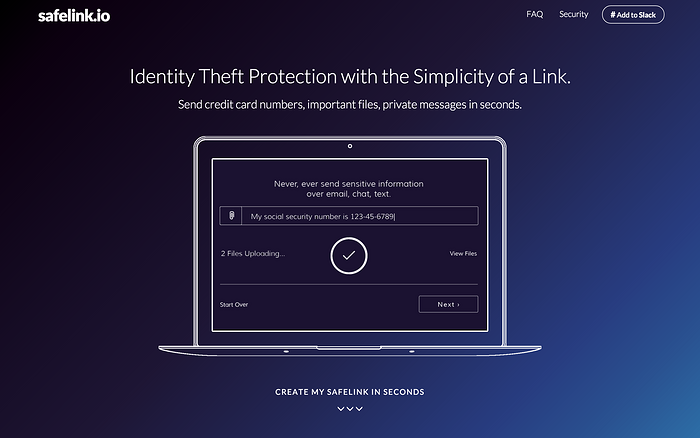 safelink.io
FAQ
Security
# Add to Slack
Identity Theft Protection with the Simplicity of a Link.
Send credit card numbers, important files, private messages in seconds.
Never, ever send sensitive information
over email, chat, text.
My social security number is 123-45-6789|
2 Files Uploading...
View Files
Start Over
Next ›
CREATE MY SAFELINK IN SECONDS